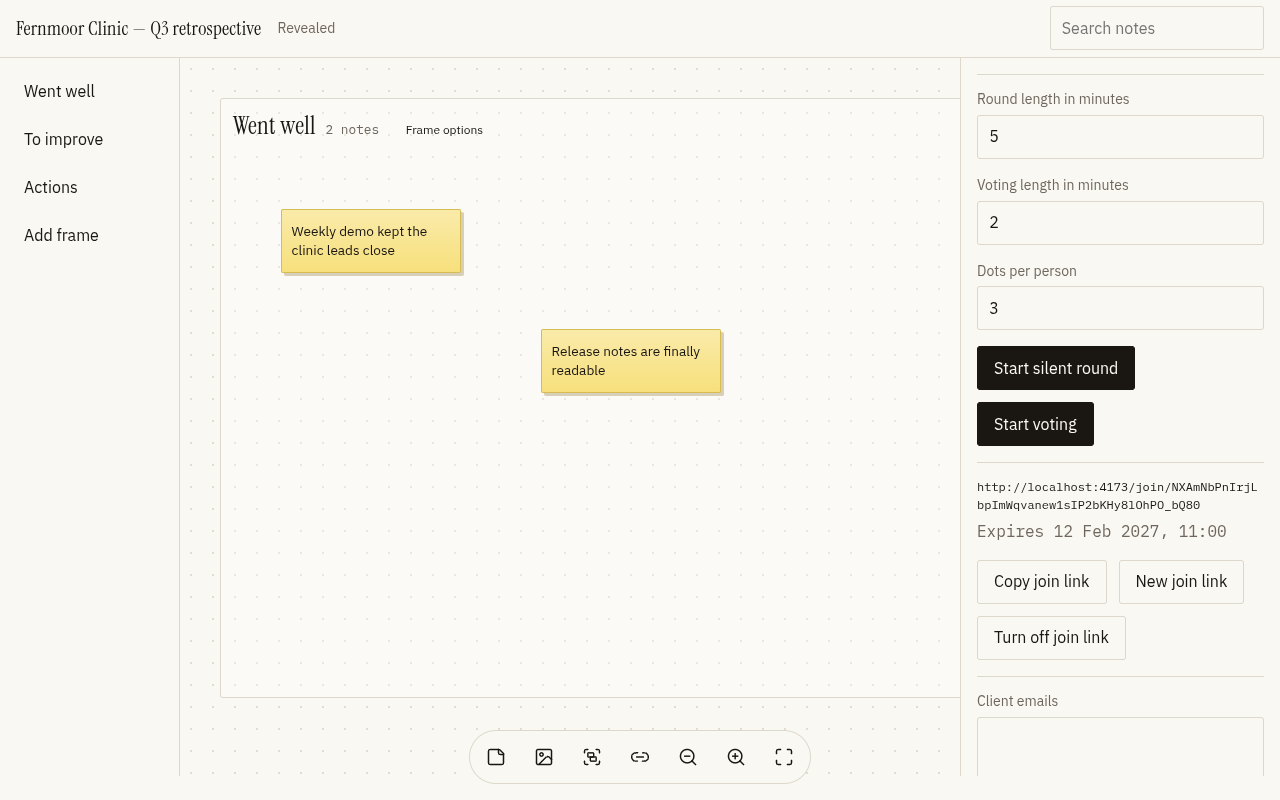 Fernmoor Clinic — Q3 retrospective Revealed
Search notes
Went well
To improve
Actions
Add frame
Went well 2 notes Frame options
Weekly demo kept the
clinic leads close
Release notes are finally
readable
Round length in minutes
5
Voting length in minutes
2
Dots per person
3
Start silent round
Start voting
http://localhost:4173/join/NXAmNbPnIrjL
bpImWqvanew1sIP2bKHy8lOhPO_bQ80
Expires 12 Feb 2027, 11:00
Copy join link New join link
Turn off join link
Client emails